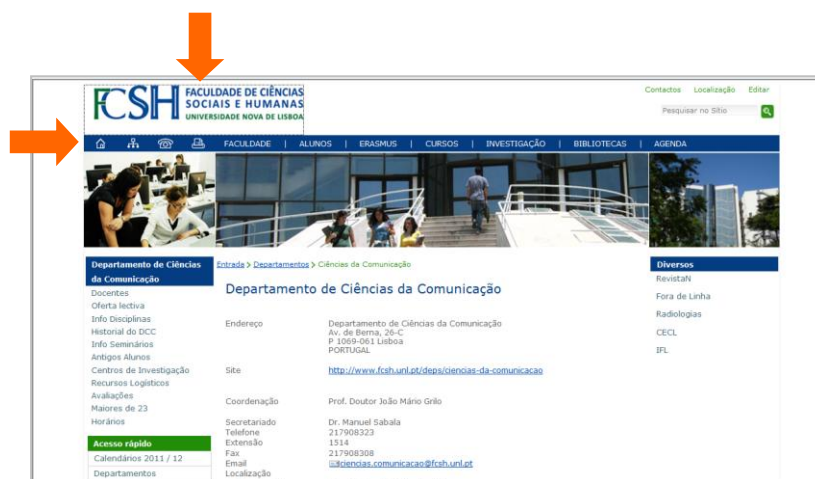 FCSH FACULDADE DE CIÊNCIAS
SOCIAIS E HUMANAS
UNIVERSIDADE NOVA DE LISBOA
Contactos Localização Editar
Pesquisar no Sítio
FACULDADE | ALUNOS | ERASMUS | CURSOS | INVESTIGAÇÃO | BIBLIOTECAS | AGENDA
Departamento de Ciências
da Comunicação
Docentes
Oferta lectiva
Info Disciplinas
Historial do DCC
Info Seminários
Antigos Alunos
Centros de Investigação
Recursos Logísticos
Avaliações
Maiores de 23
Horários
Acesso rápido
Calendários 2011 / 12
Departamentos
Entrada > Departamentos > Ciências da Comunicação
Departamento de Ciências da Comunicação
Endereço Departamento de Ciências da Comunicação
Av. de Berna, 26-C
P 1069-061 Lisboa
PORTUGAL
Site http://www.fcsh.unl.pt/deps/ciencias-da-comunicacao
Coordenação Prof. Doutor João Mário Grilo
Secretariado Dr. Manuel Sabala
Telefone 217908323
Extensão 1514
Fax 217908308
Email ciencias.comunicacao@fcsh.unl.pt
Localização
Diversos
RevistaN
Fora de Linha
Radiologias
CECL
IFL